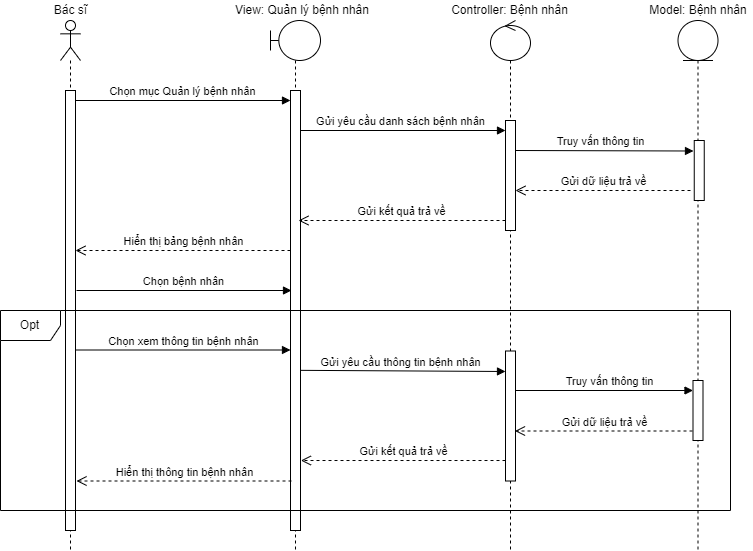 Bác sĩ
View: Quản lý bệnh nhân
Controller: Bệnh nhân
Model: Bệnh nhân
Chọn mục Quản lý bệnh nhân
Gửi yêu cầu danh sách bệnh nhân
Truy vấn thông tin
Gửi dữ liệu trả về
Gửi kết quả trả về
Hiển thị bảng bệnh nhân
Chọn bệnh nhân
Opt
Chọn xem thông tin bệnh nhân
Gửi yêu cầu thông tin bệnh nhân
Truy vấn thông tin
Gửi dữ liệu trả về
Gửi kết quả trả về
Hiển thị thông tin bệnh nhân